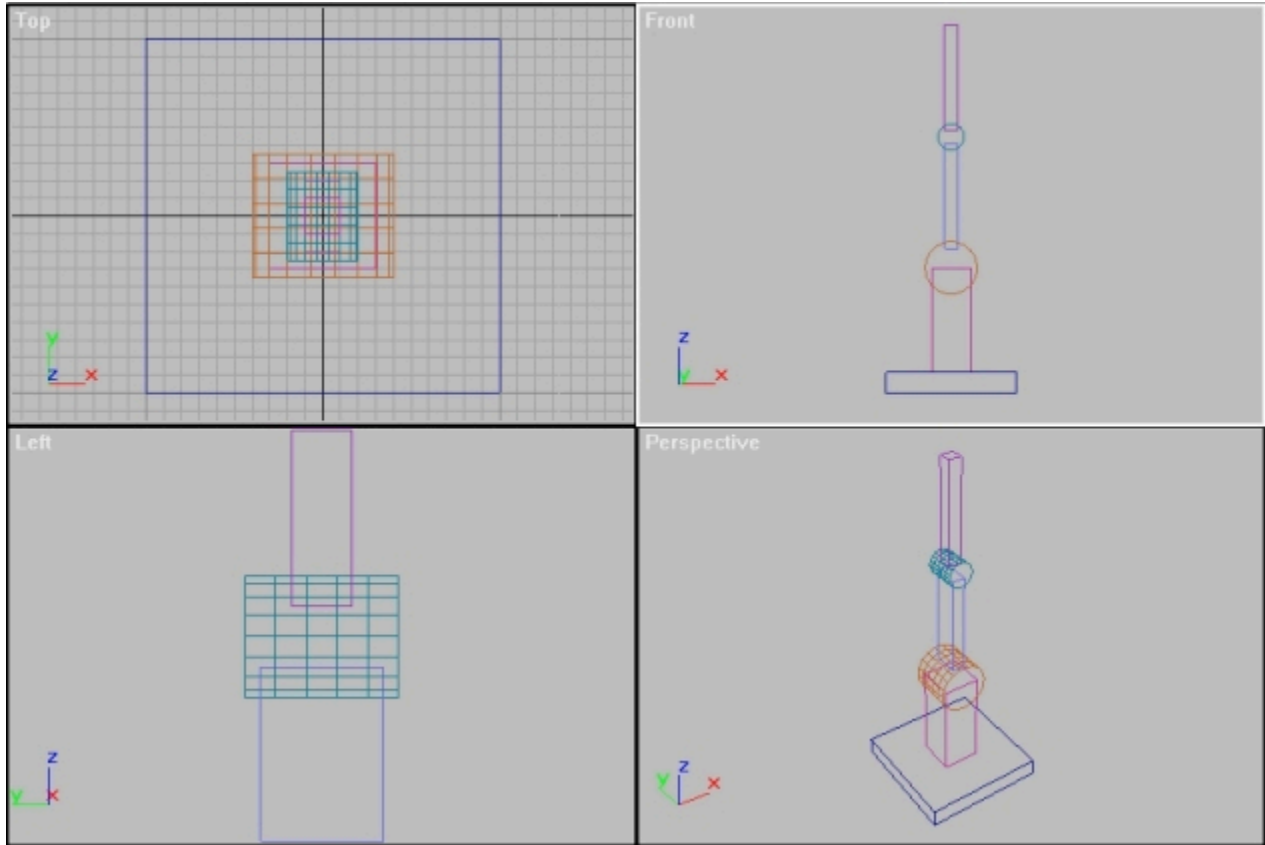 Top
Front
y
z x
z
y x
Left
Perspective
z
y x
y z x